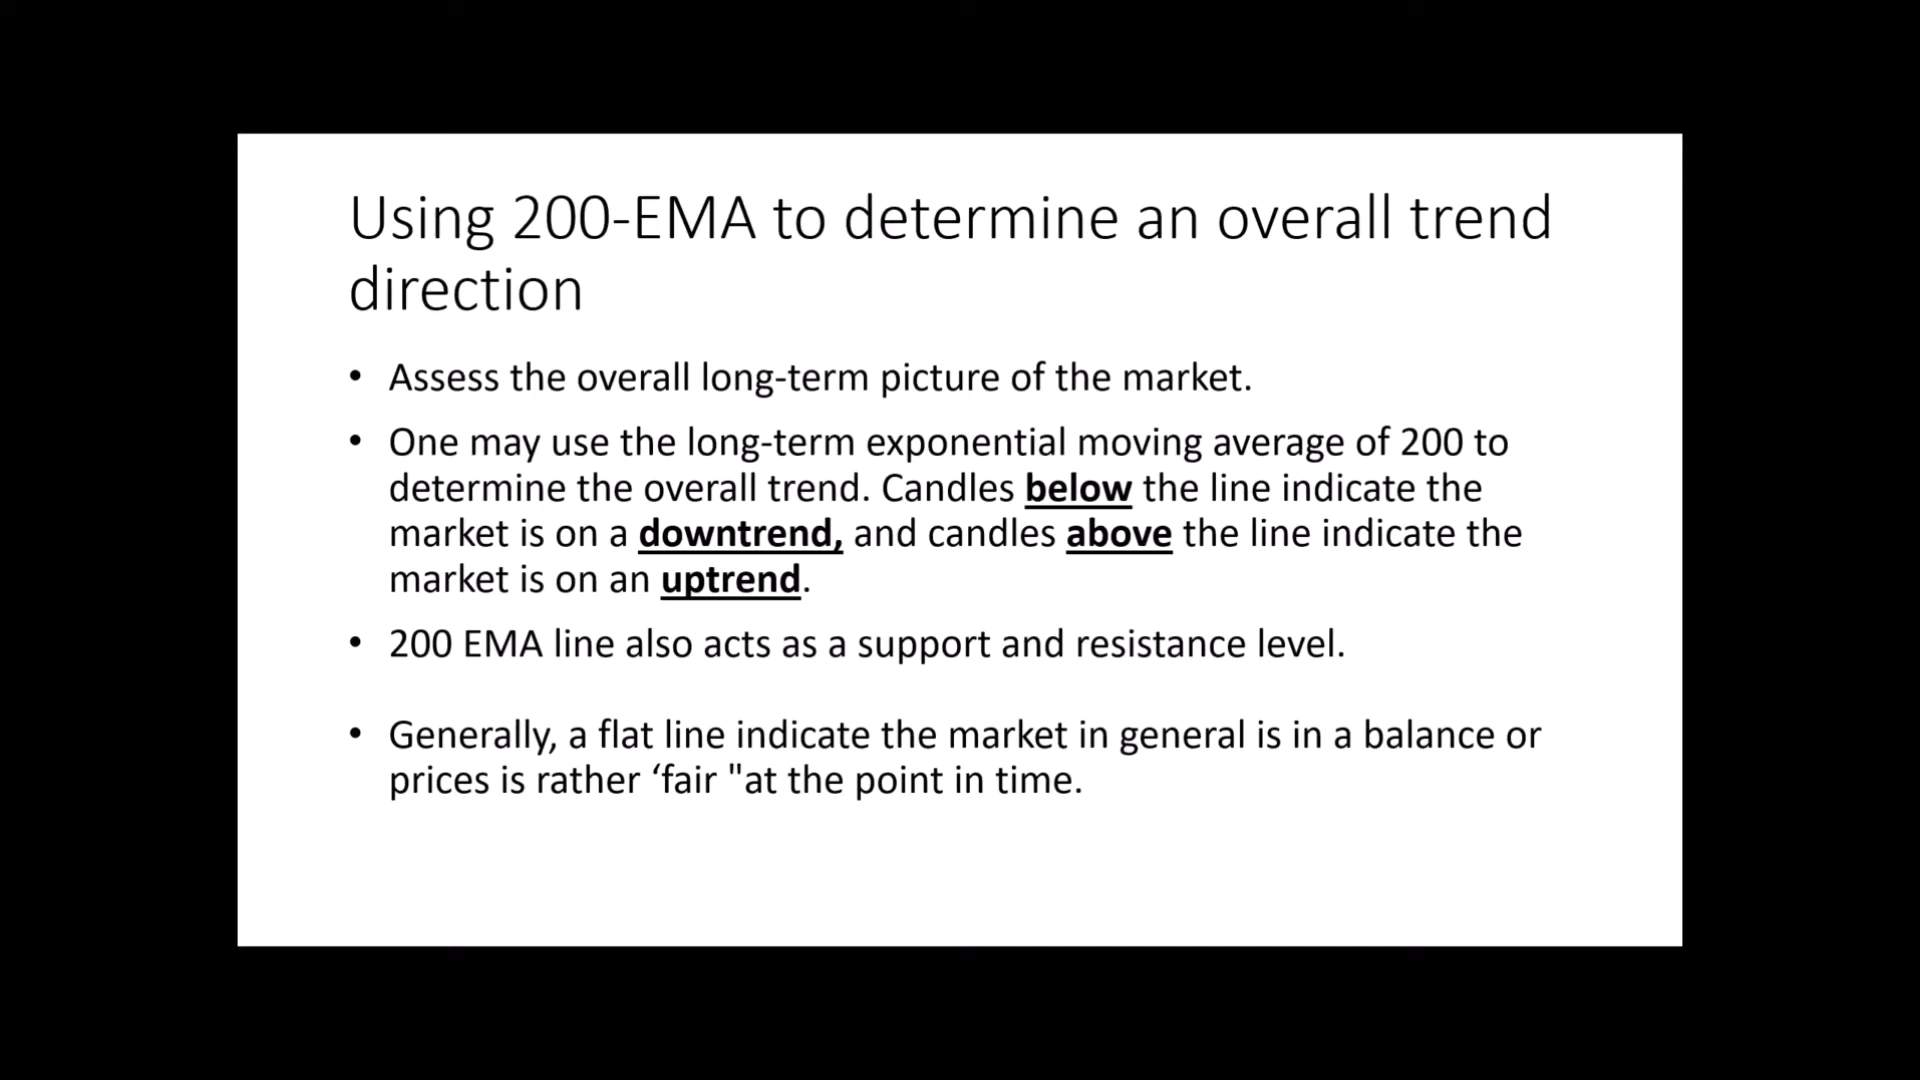 Using 200-EMA to determine an overall trend
direction
• Assess the overall long-term picture of the market.
• One may use the long-term exponential moving average of 200 to
determine the overall trend. Candles below the line indicate the
market is on a downtrend, and candles above the line indicate the
market is on an uptrend.
• 200 EMA line also acts as a support and resistance level.
• Generally, a flat line indicate the market in general is in a balance or
prices is rather ‘fair "at the point in time.